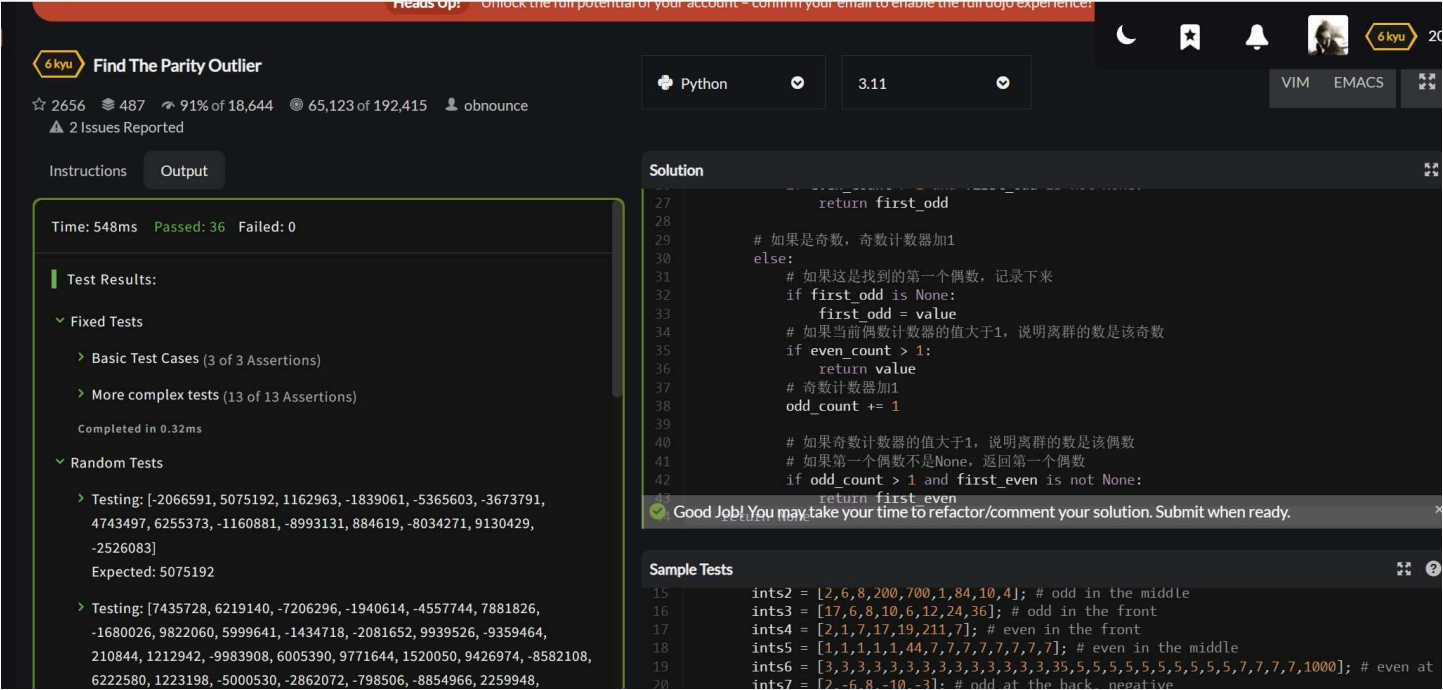 Heads Up! Unlock the full potential of your account – confirm your email to enable the full dojo experience!
6 kyu
20
6 kyu Find The Parity Outlier
2656 487 91% of 18,644 65,123 of 192,415 obnounce
2 Issues Reported
Python
3.11
VIM EMACS
Instructions Output
Time: 548ms Passed: 36 Failed: 0
Test Results:
Fixed Tests
Basic Test Cases (3 of 3 Assertions)
More complex tests (13 of 13 Assertions)
Completed in 0.32ms
Random Tests
Testing: [-2066591, 5075192, 1162963, -1839061, -5365603, -3673791,
4743497, 6255373, -1160881, -8993131, 884619, -8034271, 9130429,
-2526083]
Expected: 5075192
Testing: [7435728, 6219140, -7206296, -1940614, -4557744, 7881826,
-1680026, 9822060, 5999641, -1434718, -2081652, 9939526, -9359464,
210844, 1212942, -9983908, 6005390, 9771644, 1520050, 9426974, -8582108,
6222580, 1223198, -5000530, -2862072, -798506, -8854966, 2259948,
Solution
27 return first_odd
28
29 # 如果是奇数，奇数计数器加1
30 else:
31 # 如果这是找到的第一个偶数，记录下来
32 if first_odd is None:
33 first_odd = value
34 # 如果当前偶数计数器的值大于1，说明离群的数是该奇数
35 if even_count > 1:
36 return value
37 # 奇数计数器加1
38 odd_count += 1
39
40 # 如果奇数计数器的值大于1，说明离群的数是该偶数
41 # 如果第一个偶数不是None，返回第一个偶数
42 if odd_count > 1 and first_even is not None:
43 return first_even
44 return None
Good Job! You may take your time to refactor/comment your solution. Submit when ready.
Sample Tests
15 ints2 = [2,6,8,200,700,1,84,10,4]; # odd in the middle
16 ints3 = [17,6,8,10,6,12,24,36]; # odd in the front
17 ints4 = [2,1,7,17,19,211,7]; # even in the front
18 ints5 = [1,1,1,1,1,44,7,7,7,7,7,7,7,7]; # even in the middle
19 ints6 = [3,3,3,3,3,3,3,3,3,3,3,3,3,3,3,35,5,5,5,5,5,5,5,5,5,5,7,7,7,7,1000]; # even at
20 ints7 = [2,-6,8,-10,-3]; # odd at the back, negative